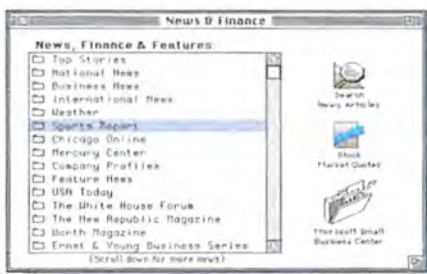 News & Finance
News, Finance & Features:
Top Stories
National News
Business News
International News
Weather
Sports Report
Chicago Online
Mercury Center
Company Profiles
Feature News
USA Today
The White House Forum
The New Republic Magazine
Worth Magazine
Ernst & Young Business Series
(Scroll down for more news)
Search
News Articles
Stock
Market Quotes
Microsoft Small
Business Center